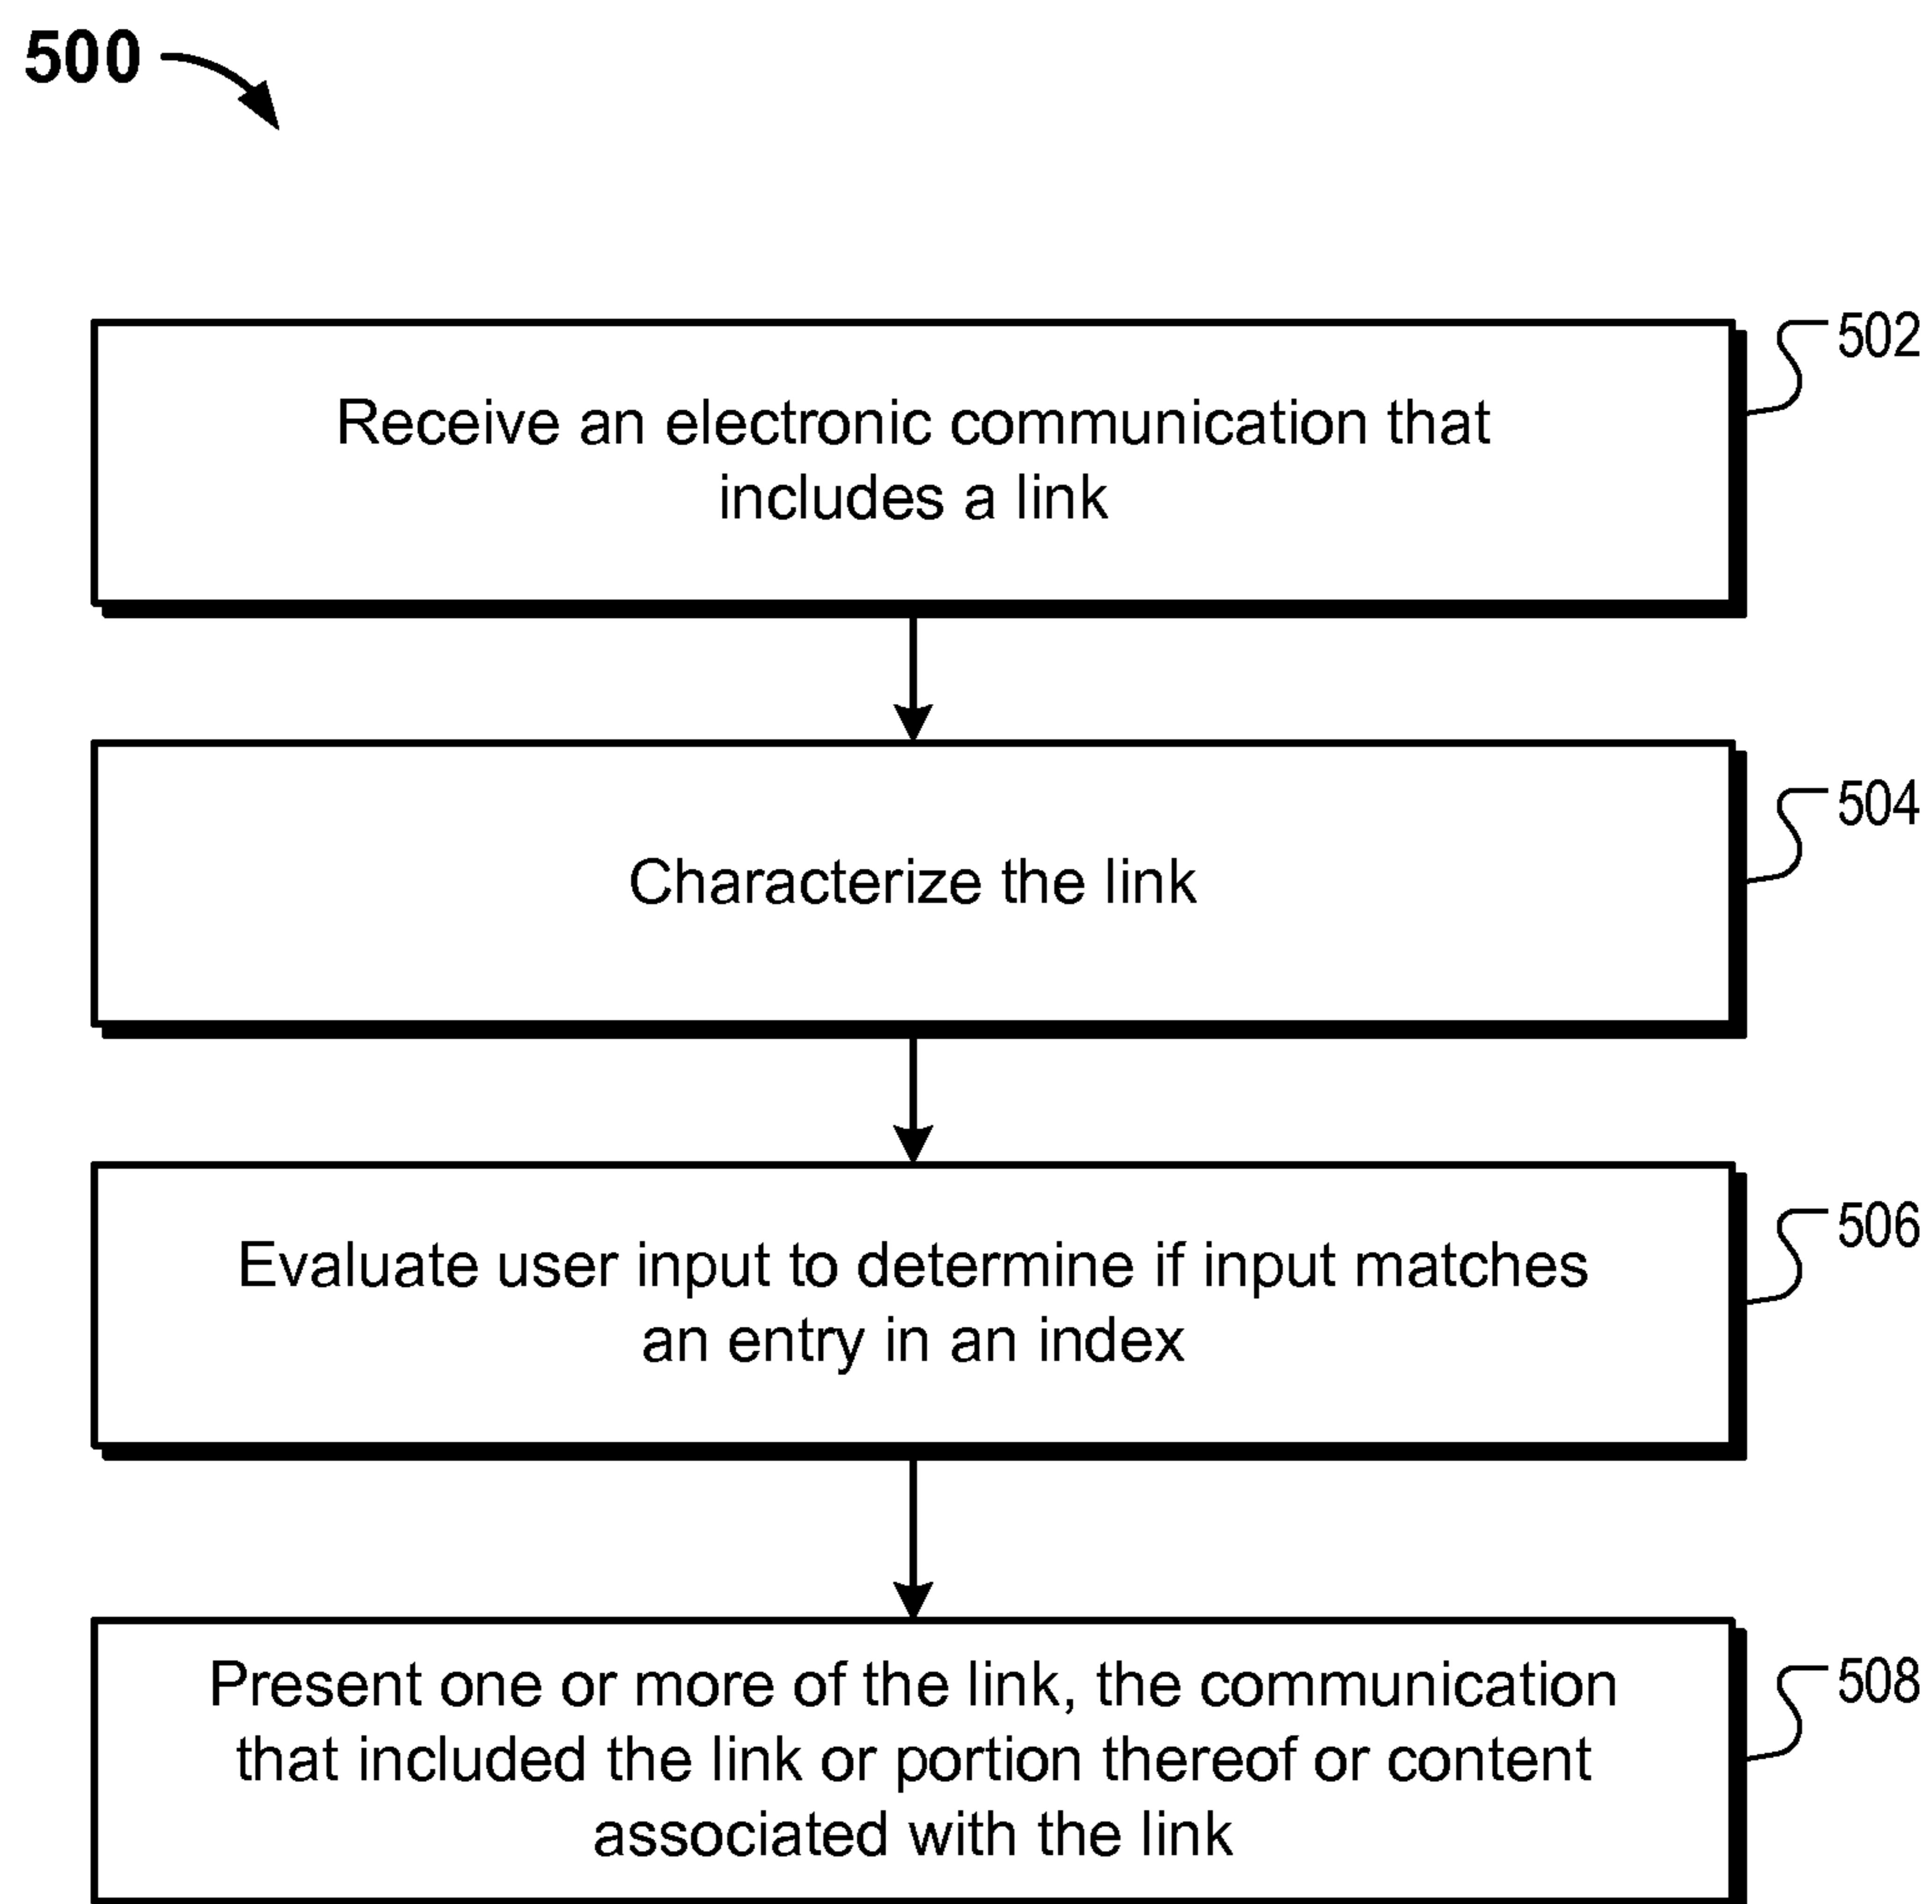 500
502
Receive an electronic communication that
includes a link
504
Characterize the link
506
Evaluate user input to determine if input matches
an entry in an index
508
Present one or more of the link, the communication
that included the link or portion thereof or content
associated with the link